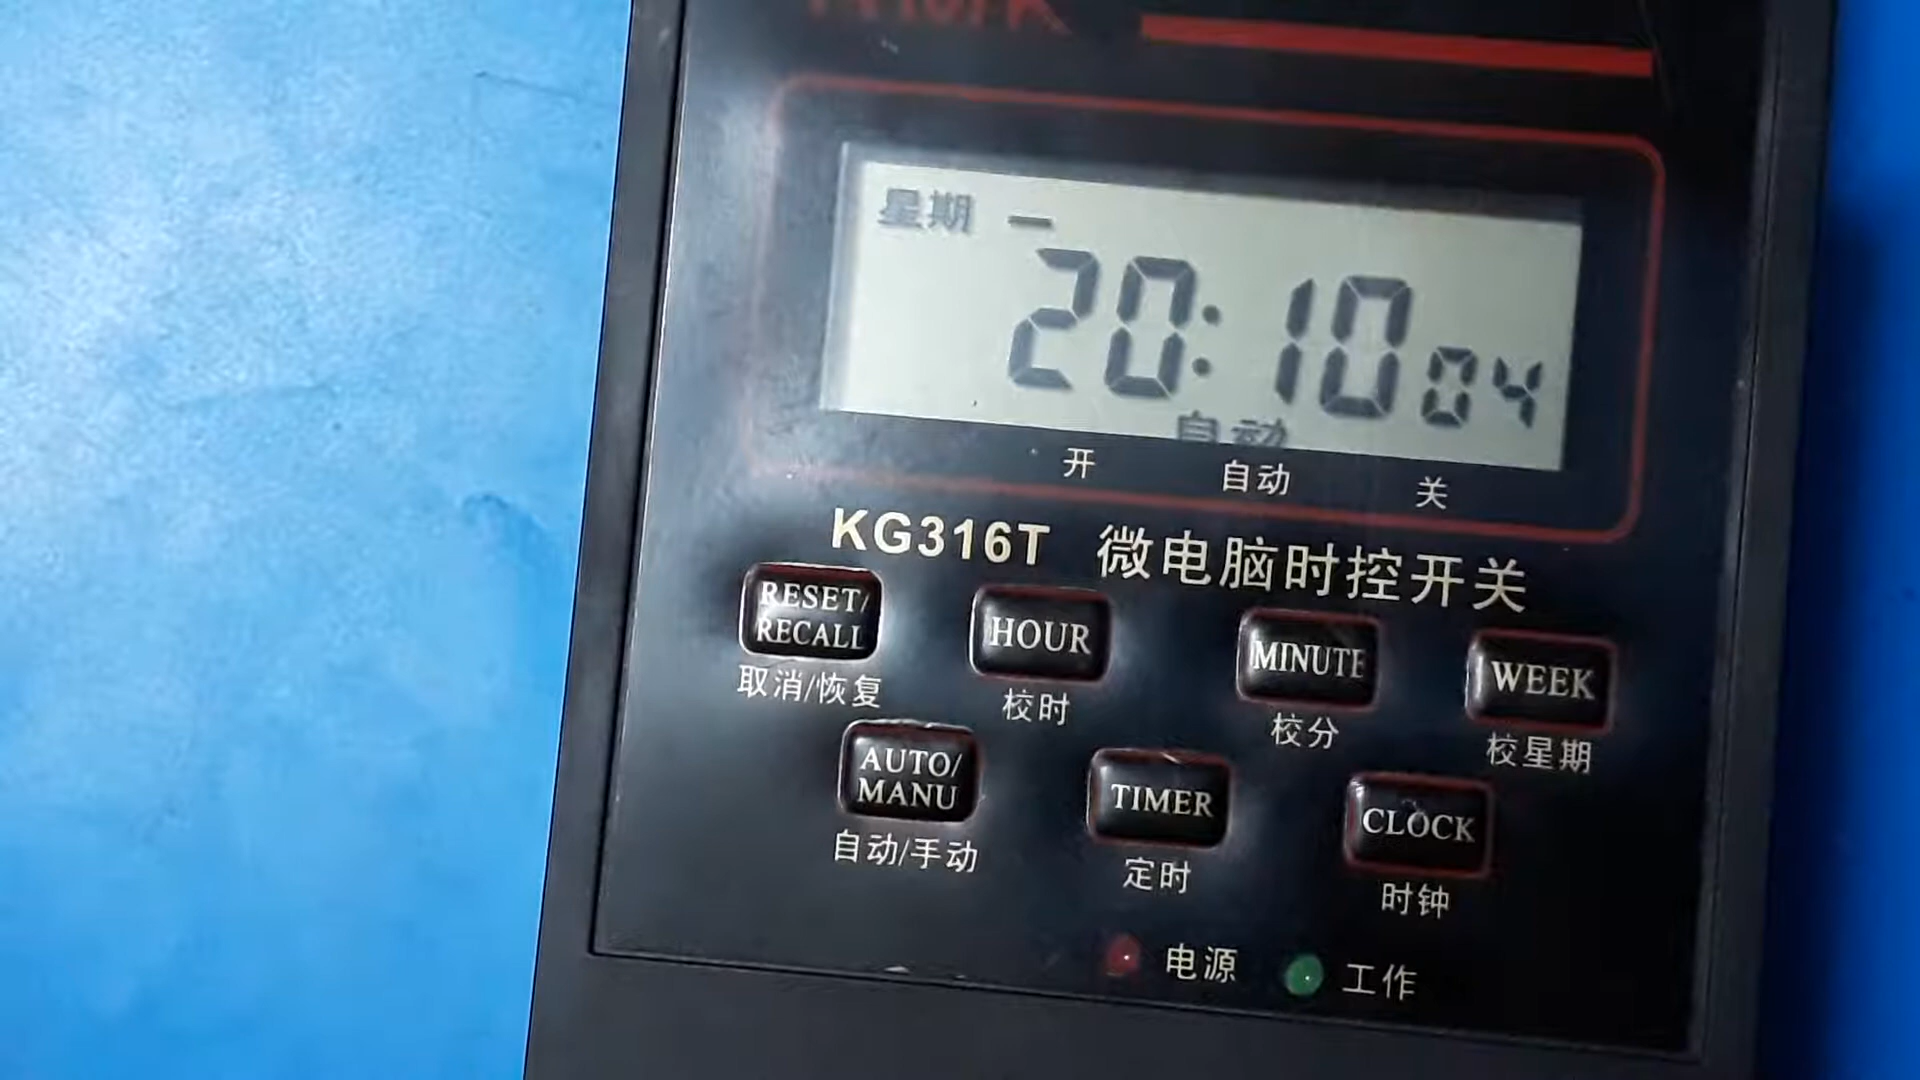 星期 一
20:10 04
自动
开 自动 关
KG316T 微电脑时控开关
RESET/
RECALL
HOUR
MINUTE
WEEK
取消/恢复
校时
校分
校星期
AUTO/
MANU
TIMER
CLOCK
自动/手动
定时
时钟
电源
工作